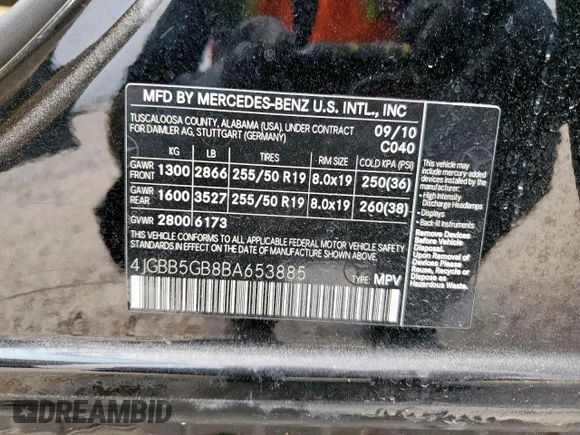 MFD BY MERCEDES-BENZ U.S. INTL., INC
TUSCALOOSA COUNTY, ALABAMA (USA), UNDER CONTRACT
FOR DAIMLER AG, STUTTGART (GERMANY)
09/10
C040
KG LB TIRES RIM SIZE COLD KPA (PSI)
GAWR FRONT 1300 2866 255/50 R19 8.0x19 250(36)
GAWR REAR 1600 3527 255/50 R19 8.0x19 260(38)
GVWR 2800 6173
THIS VEHICLE CONFORMS TO ALL APPLICABLE FEDERAL MOTOR VEHICLE SAFETY
STANDARDS IN EFFECT ON THE DATE OF MANUFACTURE SHOWN ABOVE.
4JGBB5GB8BA653885
TYPE: MPV
This Vehicle may
include mercury-added
devices installed by
the manufacturer:
• High Intensity
Discharge Headlamps
• Displays
• Back-lit instruments
Remove Devices
Before Vehicle
Disposal.
Upon Removal of
Devices Please
Reuse, Recycle or
Dispose as
Hazardous Waste.
DREAMBID